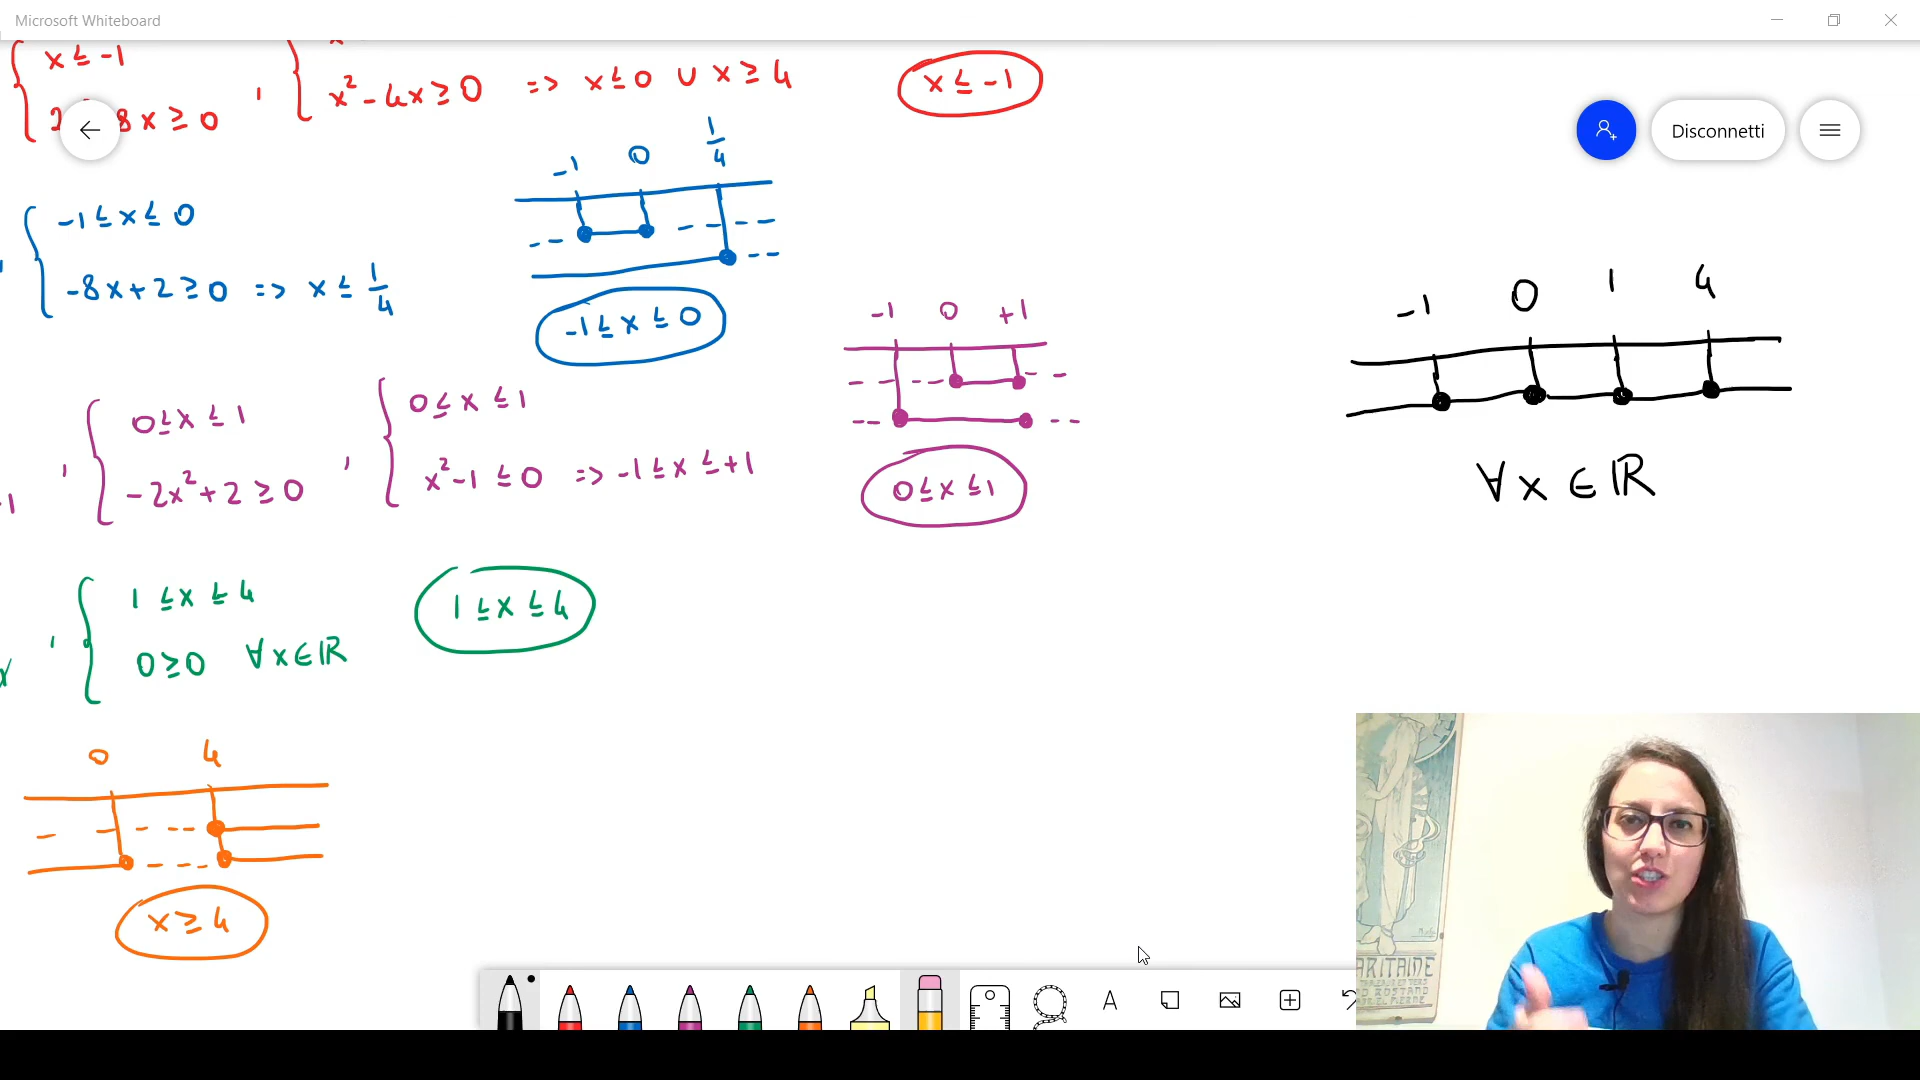 Microsoft Whiteboard
x ≤ -1
8x ≥ 0
x² - 4x ≥ 0 => x ≤ 0 ∪ x ≥ 4
x ≤ -1
Disconnetti
-1 ≤ x ≤ 0
-8x + 2 ≥ 0 => x ≤ 1/4
-1 0 1/4
-1 ≤ x ≤ 0
-1 0 1 4
∀ x ∈ ℝ
0 ≤ x ≤ 1
-2x² + 2 ≥ 0
0 ≤ x ≤ 1
x² - 1 ≤ 0 => -1 ≤ x ≤ +1
-1 0 +1
0 ≤ x ≤ 1
1 ≤ x ≤ 4
0 ≥ 0 ∀ x ∈ ℝ
1 ≤ x ≤ 4
0 4
x ≥ 4
A